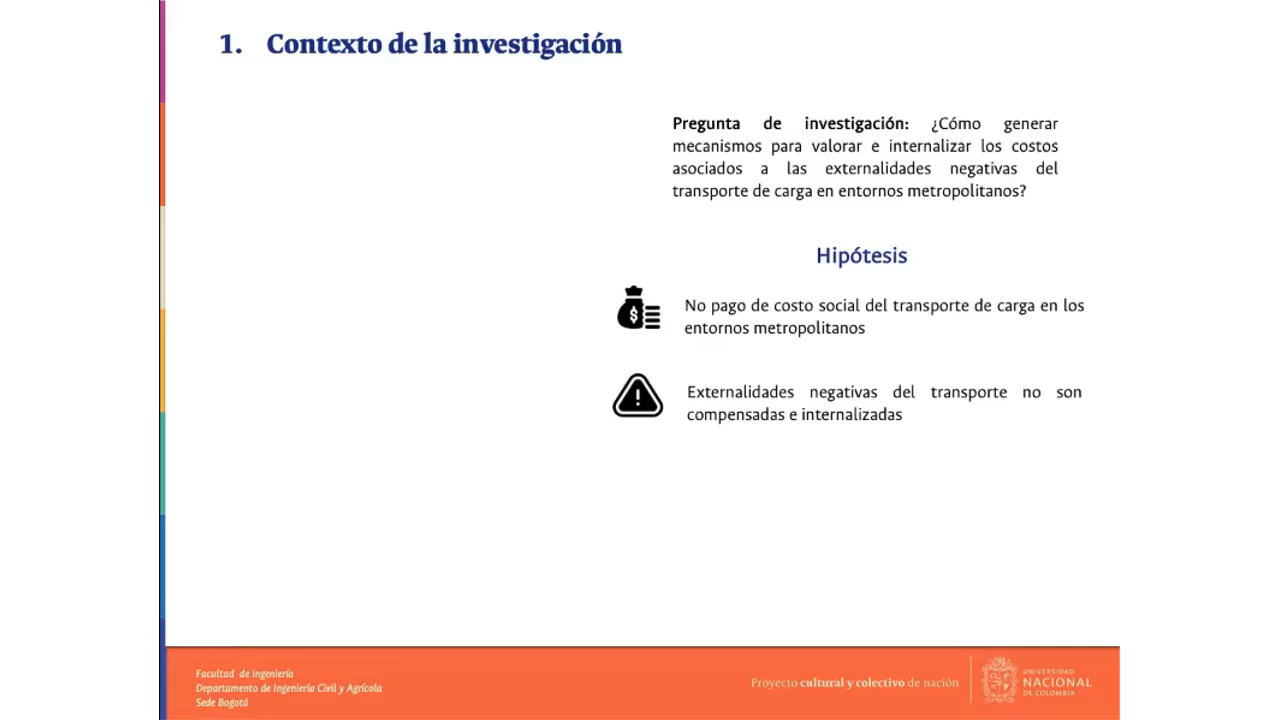 1. Contexto de la investigación
Pregunta de investigación: ¿Cómo generar
mecanismos para valorar e internalizar los costos
asociados a las externalidades negativas del
transporte de carga en entornos metropolitanos?
Hipótesis
No pago de costo social del transporte de carga en los
entornos metropolitanos
Externalidades negativas del transporte no son
compensadas e internalizadas
Facultad de Ingeniería
Departamento de Ingeniería Civil y Agrícola
Sede Bogotá
Proyecto cultural y colectivo de nación
UNIVERSIDAD
NACIONAL
DE COLOMBIA